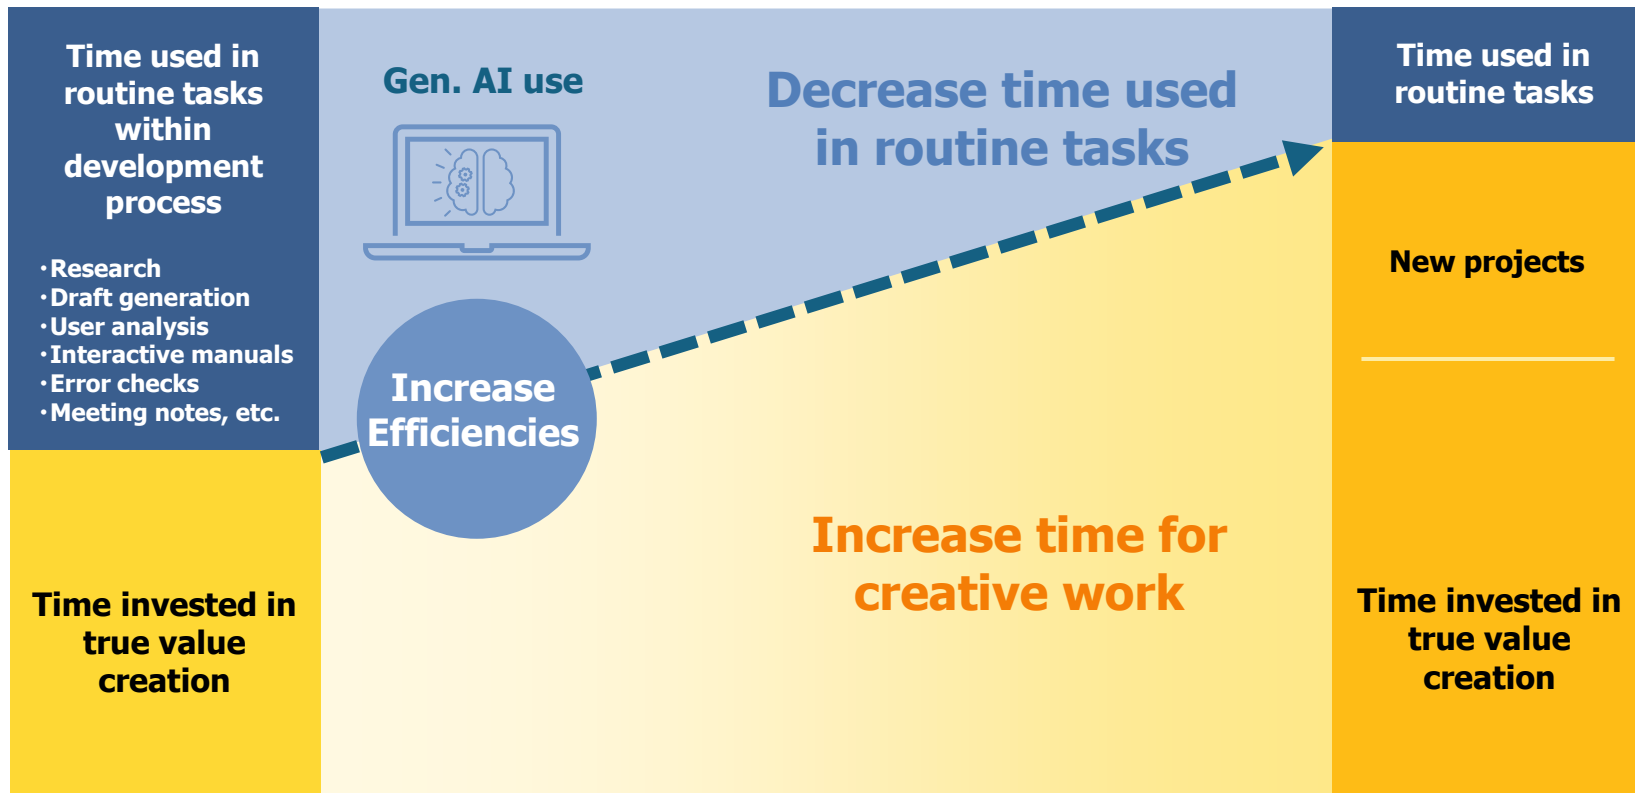 Time used in
routine tasks
within
development
process
・Research
・Draft generation
・User analysis
・Interactive manuals
・Error checks
・Meeting notes, etc.
Time invested in
true value
creation
Gen. AI use
Increase
Efficiencies
Decrease time used
in routine tasks
Increase time for
creative work
Time used in
routine tasks
New projects
Time invested in
true value
creation